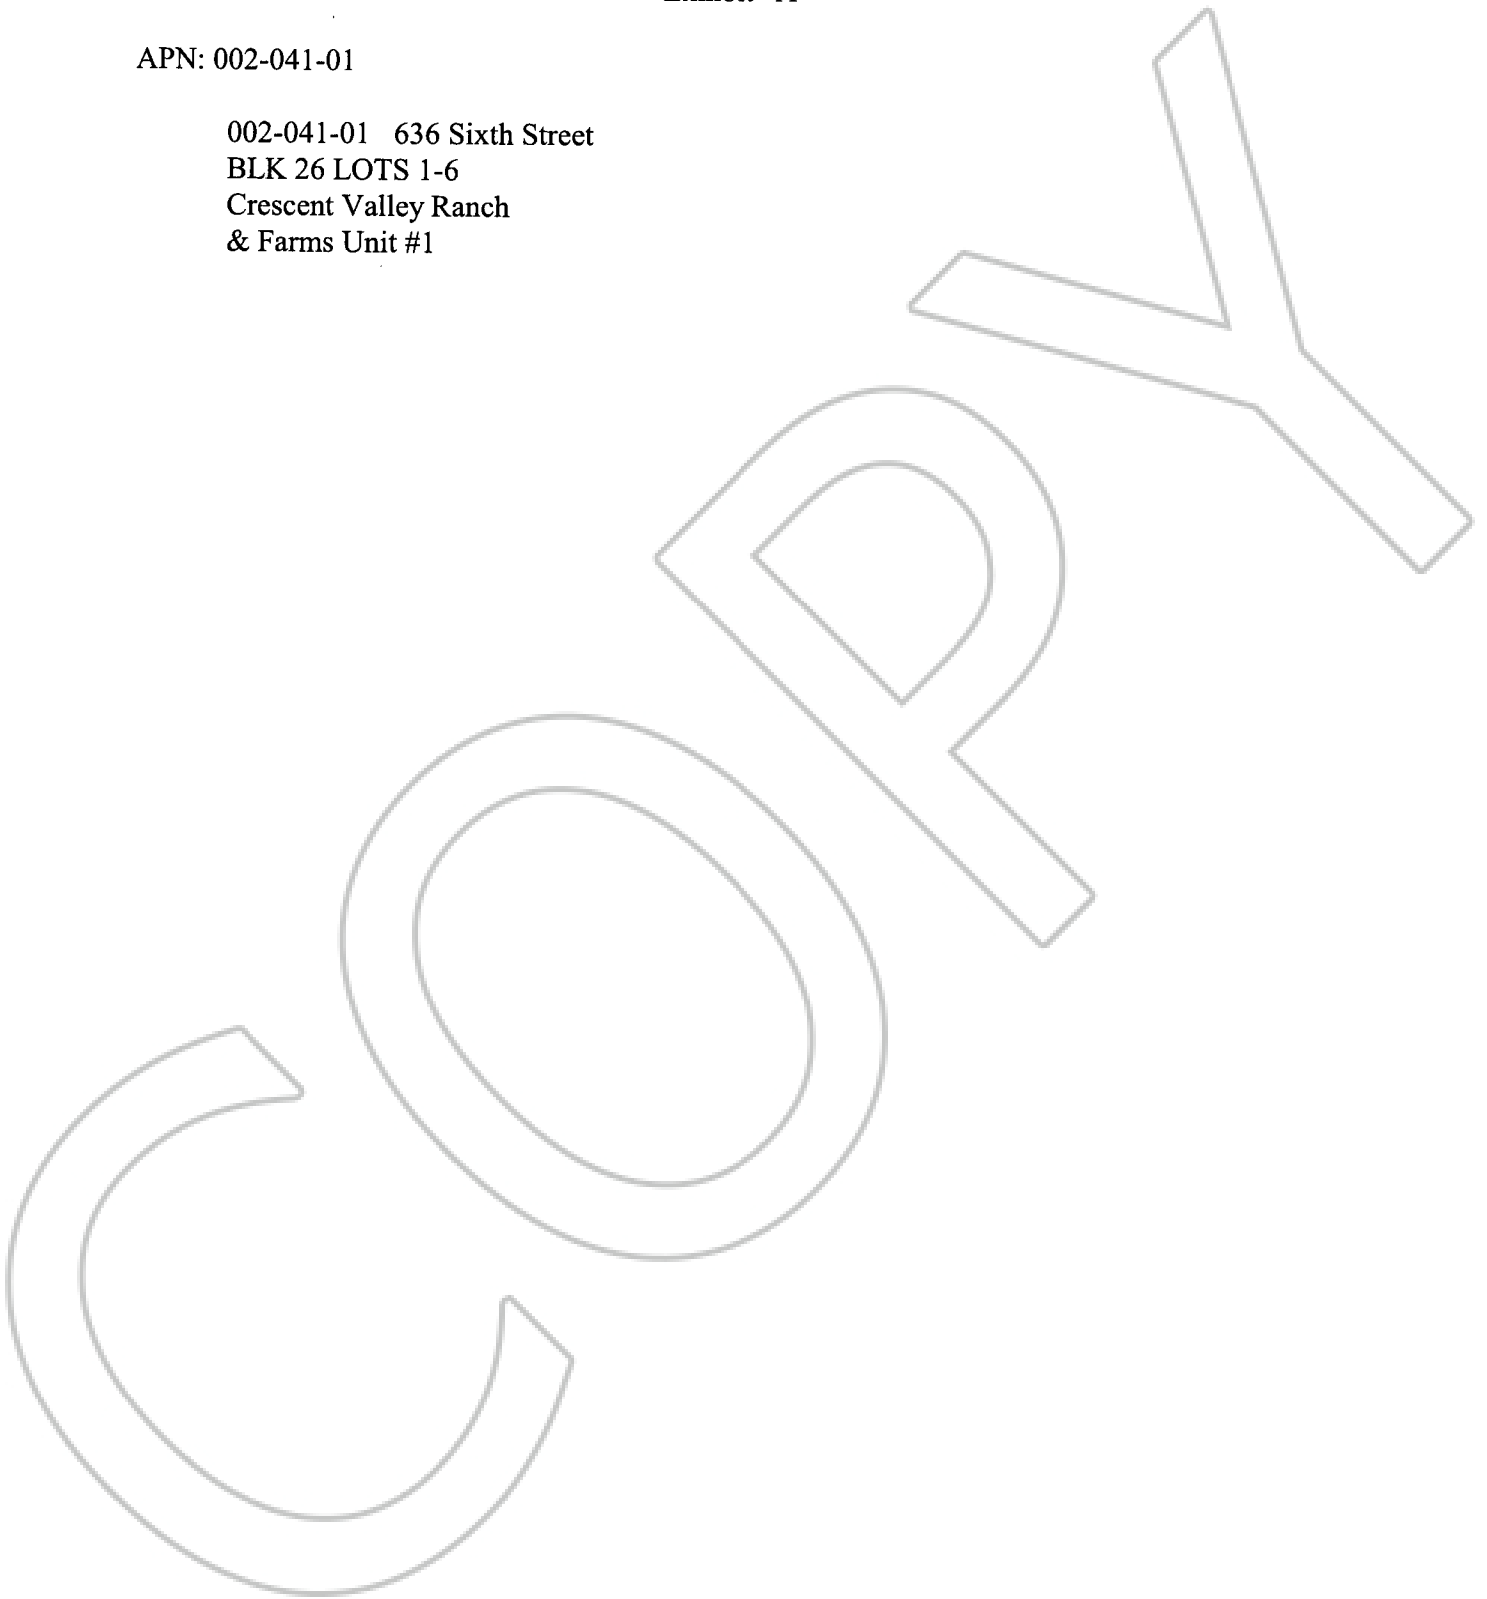 APN: 002-041-01
002-041-01 636 Sixth Street
BLK 26 LOTS 1-6
Crescent Valley Ranch
& Farms Unit #1
COPY